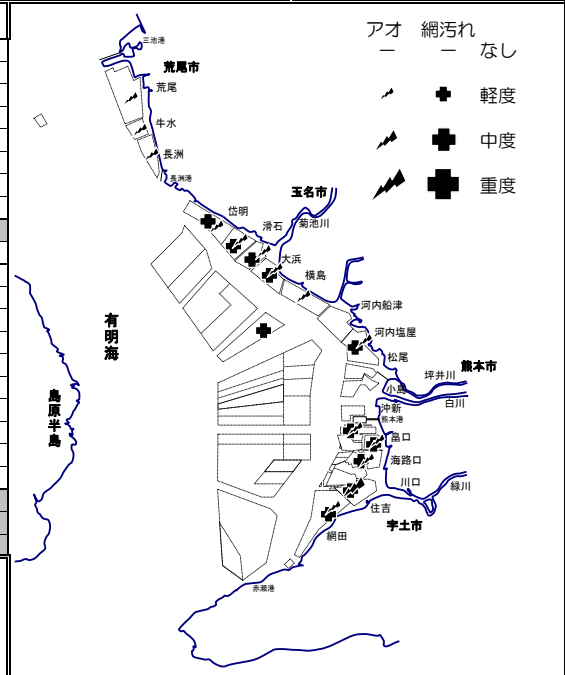 アオ 網汚れ
ー ー なし
軽度
中度
重度
三池港
荒尾市
荒尾
牛水
長洲
長洲港
玉名市
岱明
滑石
菊池川
大浜
横島
河内船津
河内塩屋
松尾
熊本市
坪井川
小島
白川
沖新
熊本港
畠口
海路口
川口
緑川
住吉
宇土市
網田
赤瀬港
有明海
島原半島